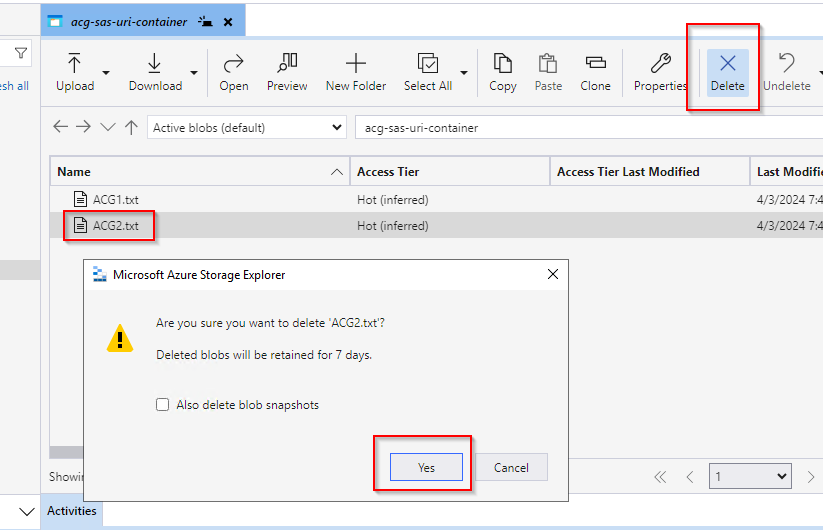 acg-sas-uri-container
esh all
Upload Download Open Preview New Folder Select All Copy Paste Clone Properties Delete Undelete
Active blobs (default) acg-sas-uri-container
Name Access Tier Access Tier Last Modified Last Modifie
ACG1.txt Hot (inferred) 4/3/2024 7:4
ACG2.txt Hot (inferred) 4/3/2024 7:4
Microsoft Azure Storage Explorer
Are you sure you want to delete 'ACG2.txt'?
Deleted blobs will be retained for 7 days.
Also delete blob snapshots
Yes Cancel
Showin 1
Activities